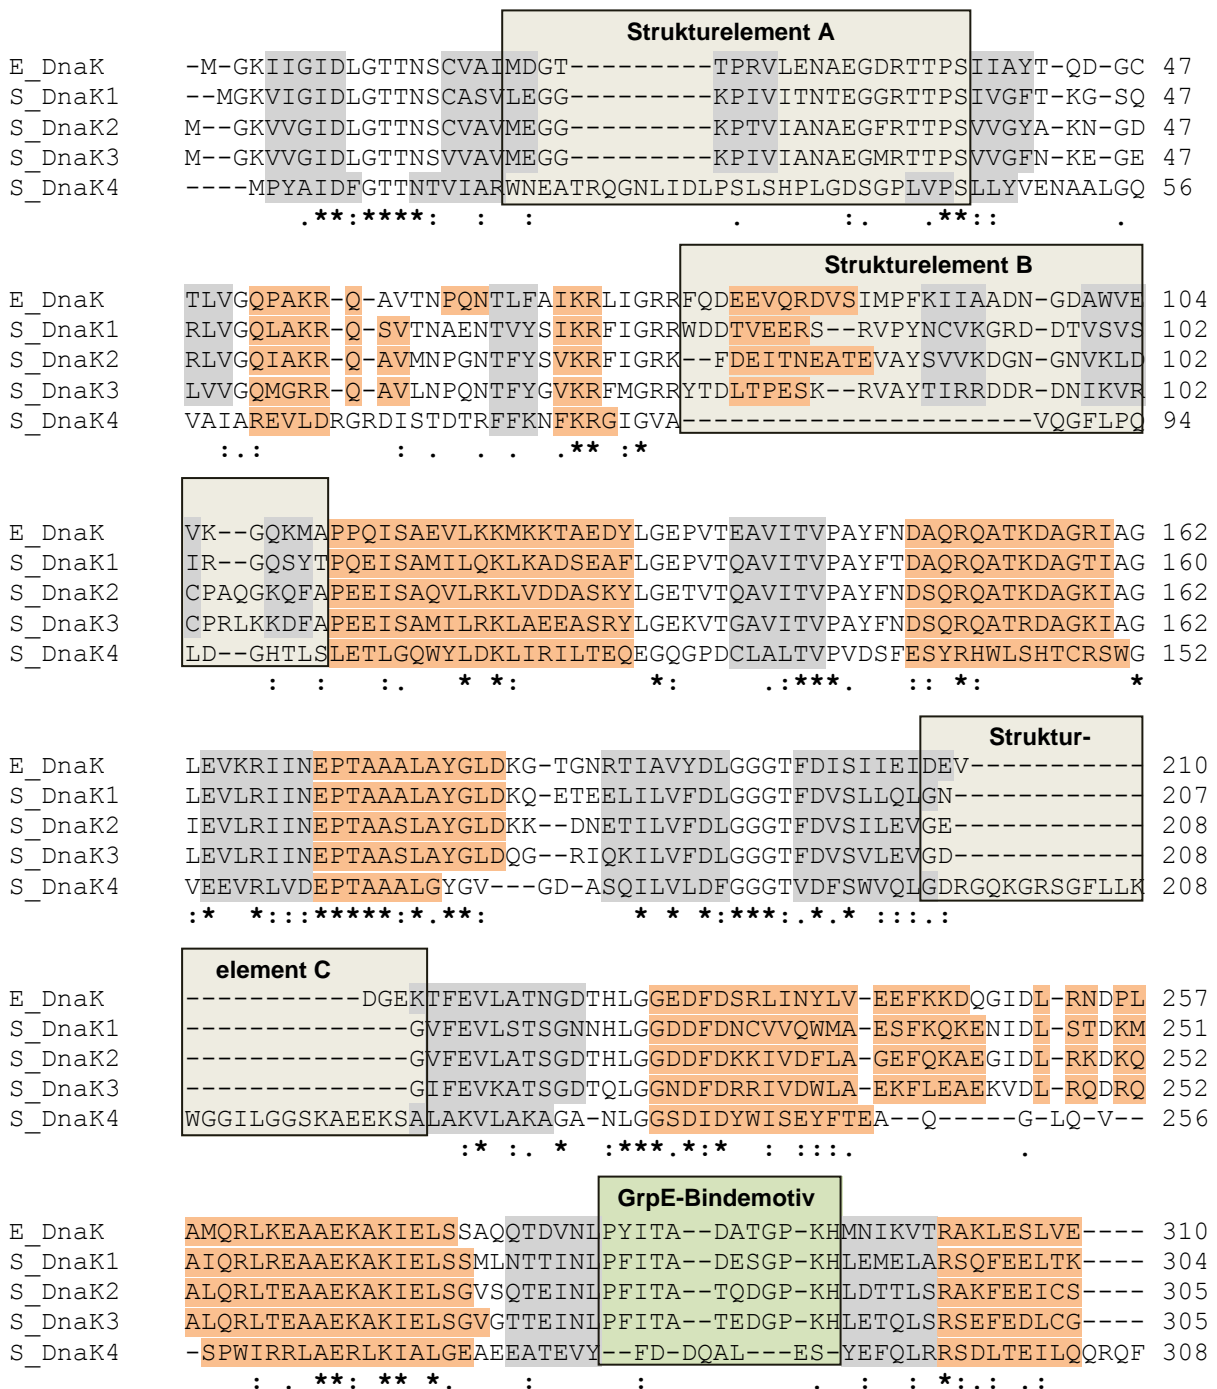 Strukturelement A
E_DnaK -M-GKIIGIDLGTTNSCVAIMDGT---------TPRVLENAEGDRTTPSIIAYT-QD-GC 47
S_DnaK1 --MGKVIGIDLGTTNSCASVLEGG---------KPIVITNTEGGRTTPSIVGFT-KG-SQ 47
S_DnaK2 M--GKVVGIDLGTTNSCVAVMEGG---------KPTVIANAEGFRTTPSVVGYA-KN-GD 47
S_DnaK3 M--GKVVGIDLGTTNSVVAVMEGG---------KPIVIANAEGMRTTPSVVGFN-KE-GE 47
S_DnaK4 ----MPYAIDFGTTNTVIARWNEATRQGNLIDLPSLSHPLGDSGPLVPSLLYVENAALGQ 56
.**:****: : : . :. .**:: .
Strukturelement B
E_DnaK TLVGQPAKR-Q-AVTNPQNTLFAIKRLIGRRFQDEEVQRDVSIMPFKIIAADN-GDAWVE 104
S_DnaK1 RLVGQLAKR-Q-SVTNAENTVYSIKRFIGRRWDDTVEERS--RVPYNCVKGRD-DTVSVS 102
S_DnaK2 RLVGQIAKR-Q-AVMNPGNTFYSVKRFIGRK--FDEITNEATEVAYSVVKDGN-GNVKLD 102
S_DnaK3 LVVGQMGRR-Q-AVLNPQNTFYGVKRFMGRRYTDLTPESK--RVAYTIRRDDR-DNIKVR 102
S_DnaK4 VAIAREVLDRGRDISTDTRFFKNFKRGIGVA----------------------VQGFLPQ 94
:.: : . . . .** :*
E_DnaK VK--GQKMAPPQISAEVLKKMKKTAEDYLGEPVTEAVITVPAYFNDAQRQATKDAGRIAG 162
S_DnaK1 IR--GQSYTPQEISAMILQKLKADSEAFLGEPVTQAVITVPAYFTDAQRQATKDAGTIAG 160
S_DnaK2 CPAQGKQFAPEEISAQVLRKLVDDASKYLGETVTQAVITVPAYFNDSQRQATKDAGKIAG 162
S_DnaK3 CPRLKKDFAPEEISAMILRKLAEEASRYLGEKVTGAVITVPAYFNDSQRQATRDAGKIAG 162
S_DnaK4 LD--GHTLSLETLGQWYLDKLIRILTEQEGQGPDCLALTVPVDSFESYRHWLSHTCRSWG 152
: : :. * *: *: .:***. :: *: *
Struktur-
E_DnaK LEVKRIINEPTAAALAYGLDKG-TGNRTIAVYDLGGGTFDISIIEIDEV----------- 210
S_DnaK1 LEVLRIINEPTAAALAYGLDKQ-ETEELILVFDLGGGTFDVSLLQLGN------------ 207
S_DnaK2 IEVLRIINEPTAASLAYGLDKK--DNETILVFDLGGGTFDVSILEVGE------------ 208
S_DnaK3 LEVLRIINEPTAASLAYGLDQG--RIQKILVFDLGGGTFDVSVLEVGD------------ 208
S_DnaK4 VEEVRLVDEPTAAALGYGV---GD-ASQILVLDFGGGTVDFSWVQLGDRGQKGRSGFLLK 208
:* *:::*****:*.**: * * *:***:.*.* :::.:
element C
E_DnaK -----------DGEKTFEVLATNGDTHLGGEDFDSRLINYLV-EEFKKDQGIDL-RNDPL 257
S_DnaK1 --------------GVFEVLSTSGNNHLGGDDFDNCVVQWMA-ESFKQKENIDL-STDKM 251
S_DnaK2 --------------GVFEVLATSGDTHLGGDDFDKKIVDFLA-GEFQKAEGIDL-RKDKQ 252
S_DnaK3 --------------GIFEVKATSGDTQLGGNDFDRRIVDWLA-EKFLEAEKVDL-RQDRQ 252
S_DnaK4 WGGILGGSKAEEKSALAKVLAKAGA-NLGGSDIDYWISEYFTEA--Q-----G-LQ-V-- 256
:* :. * :***.*:* : :::. .
GrpE-Bindemotiv
E_DnaK AMQRLKEAAEKAKIELSSAQQTDVNLPYITA--DATGP-KHMNIKVTRAKLESLVE---- 310
S_DnaK1 AIQRLREAAEKAKIELSSMLNTTINLPFITA--DESGP-KHLEMELARSQFEELTK---- 304
S_DnaK2 ALQRLTEAAEKAKIELSGVSQTEINLPFITA--TQDGP-KHLDTTLSRAKFEEICS---- 305
S_DnaK3 ALQRLTEAAEKAKIELSGVGTTEINLPFITA--TEDGP-KHLETQLSRSEFEDLCG---- 305
S_DnaK4 -SPWIRRLAERLKIALGEAEEATEVY--FD-DQAL---ES-YEFQLRRSDLTEILQQRQF 308
: . **: ** *. : : . : *:.:.: